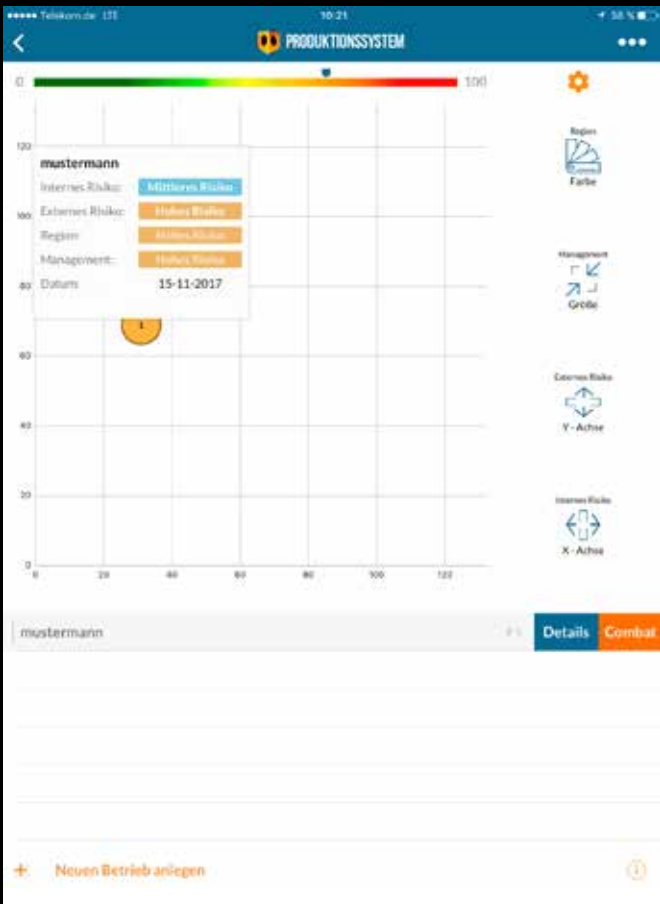 Telekom.de LTE 10:21 58 %
PRODUKTIONSSYSTEM
0 100
Region
Farbe
Management
Größe
Externes Risiko
Y - Achse
Internes Risiko
X - Achse
120
100
80
60
40
20
0
0 20 40 60 80 100 120
mustermann
Internes Risiko: Mittleres Risiko
Externes Risiko: Hohes Risiko
Region: Hohes Risiko
Management: Hohes Risiko
Datum: 15-11-2017
1
mustermann
Details Combat
+ Neuen Betrieb anlegen